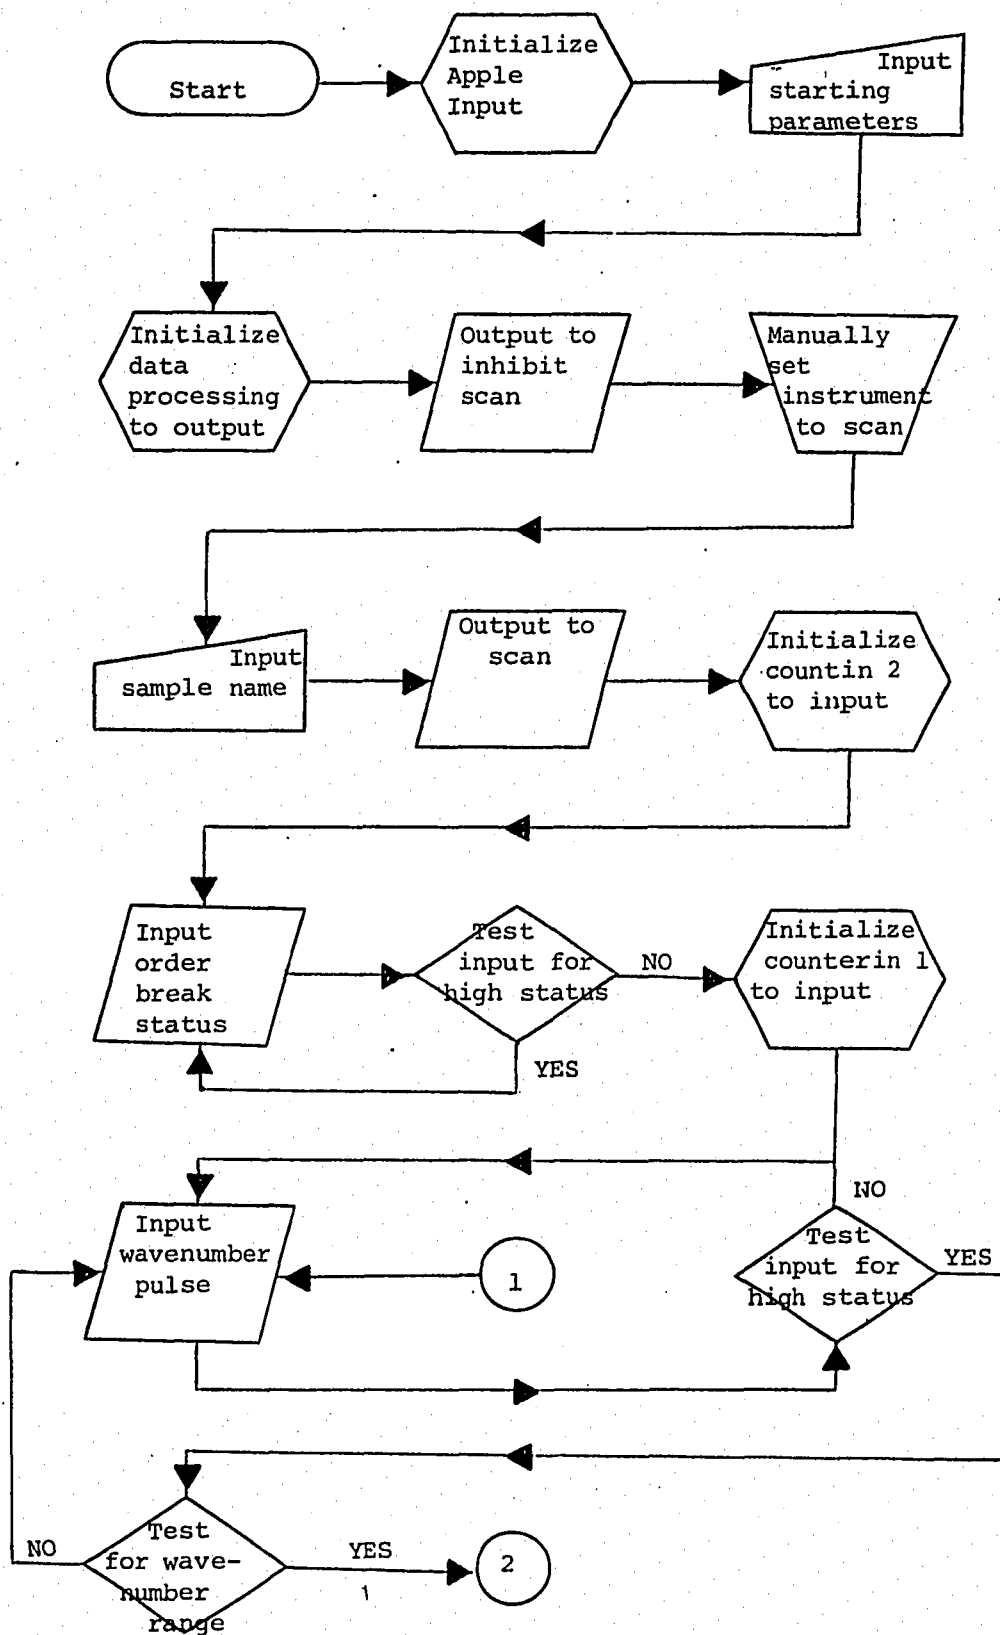 Start
Initialize
Apple
Input
Input
starting
parameters
Initialize
data
processing
to output
Output to
inhibit
scan
Manually
set
instrument
to scan
Input
sample name
Output to
scan
Initialize
countin 2
to input
Input
order
break
status
Test
input for
high status
NO
YES
Initialize
counterin 1
to input
Input
wavenumber
pulse
1
NO
Test
input for
high status
YES
Test
for wave-
number
range
NO
YES
2